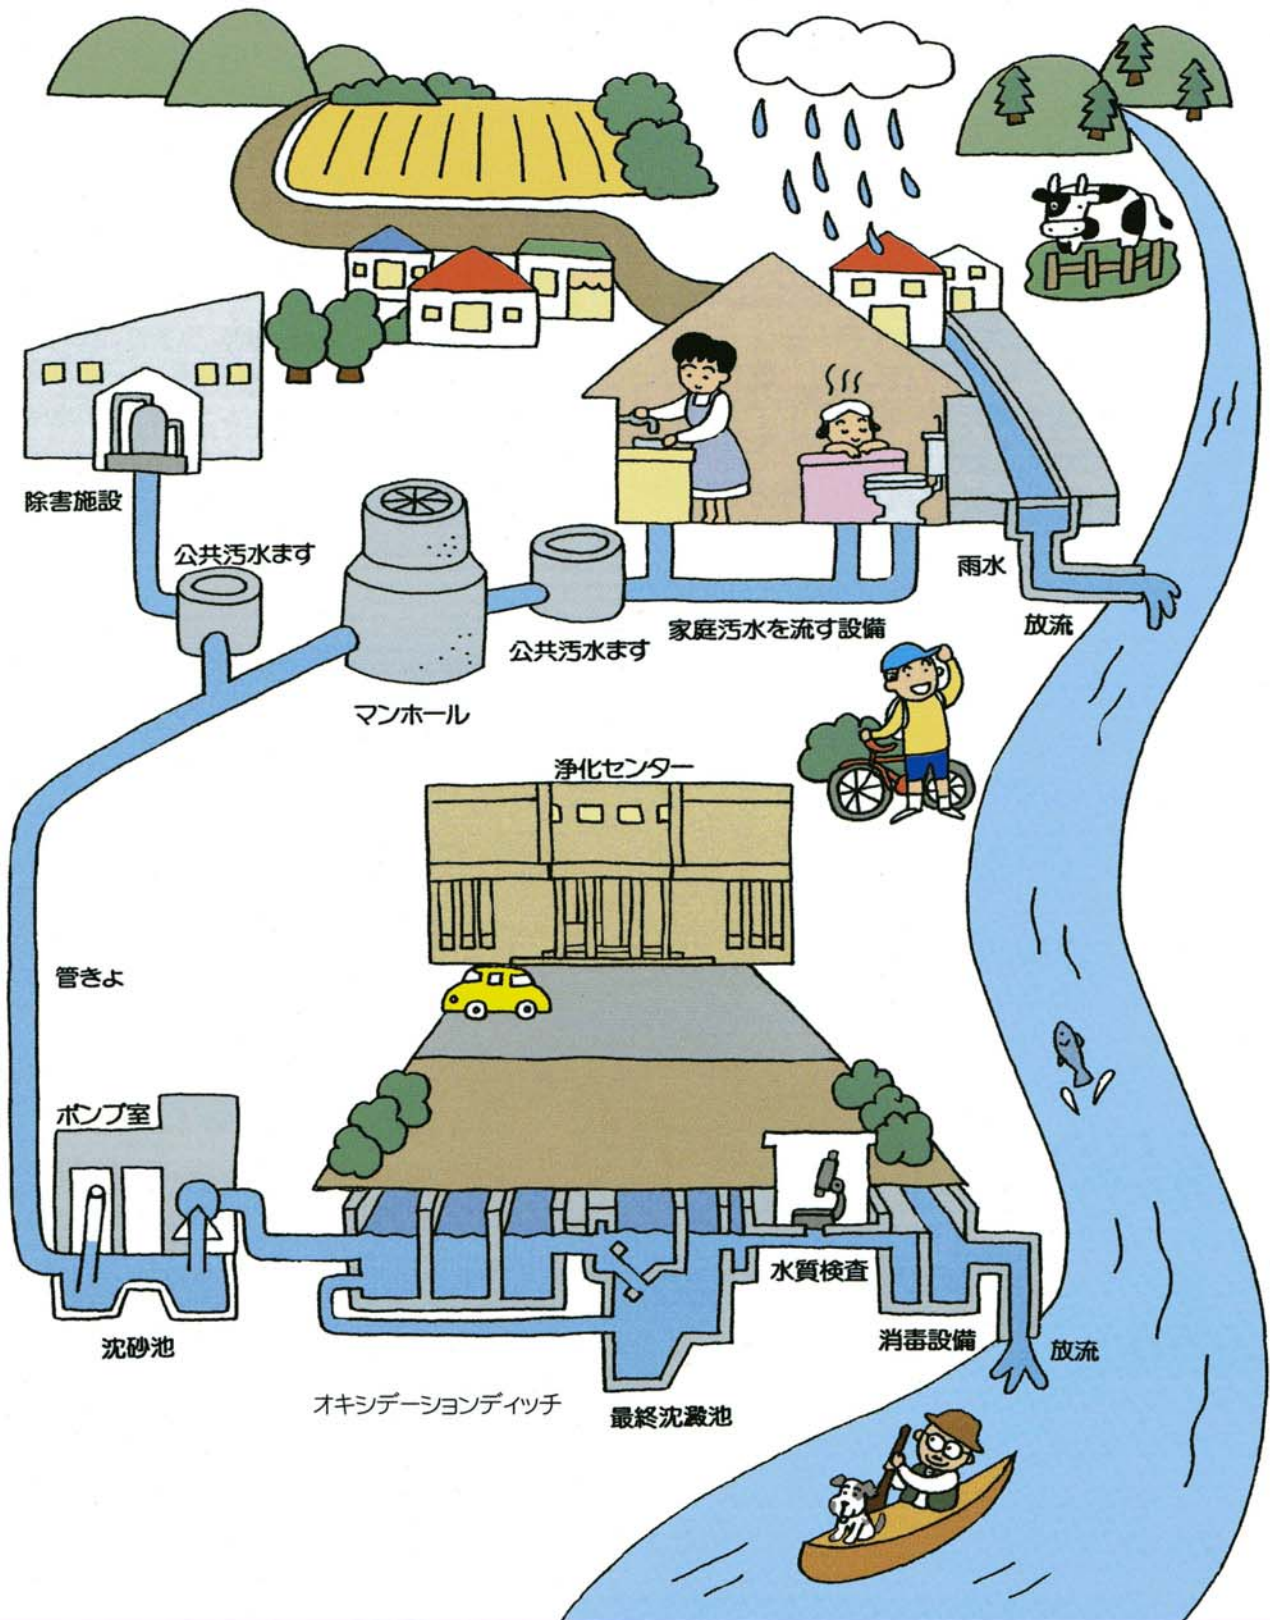 除害施設
公共汚水ます
雨水
家庭汚水を流す設備
放流
公共汚水ます
マンホール
浄化センター
管きょ
ポンプ室
水質検査
沈砂池
消毒設備
放流
オキシデーションディッチ
最終沈澱池